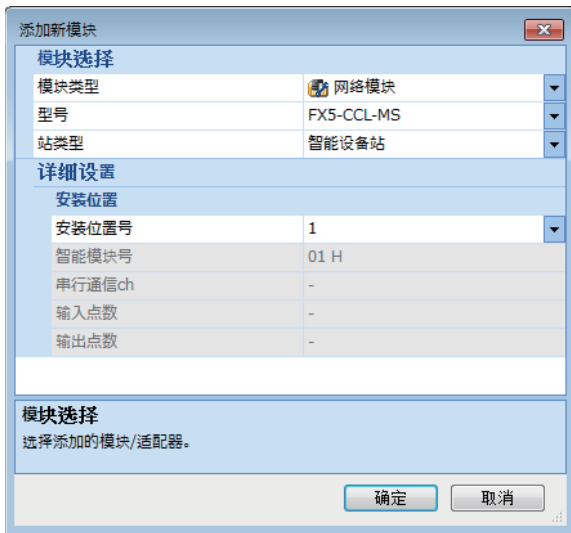 添加新模块
模块选择
模块类型 网络模块
型号 FX5-CCL-MS
站类型 智能设备站
详细设置
安装位置
安装位置号 1
智能模块号 01 H
串行通信ch -
输入点数 -
输出点数 -
模块选择
选择添加的模块/适配器。
确定 取消